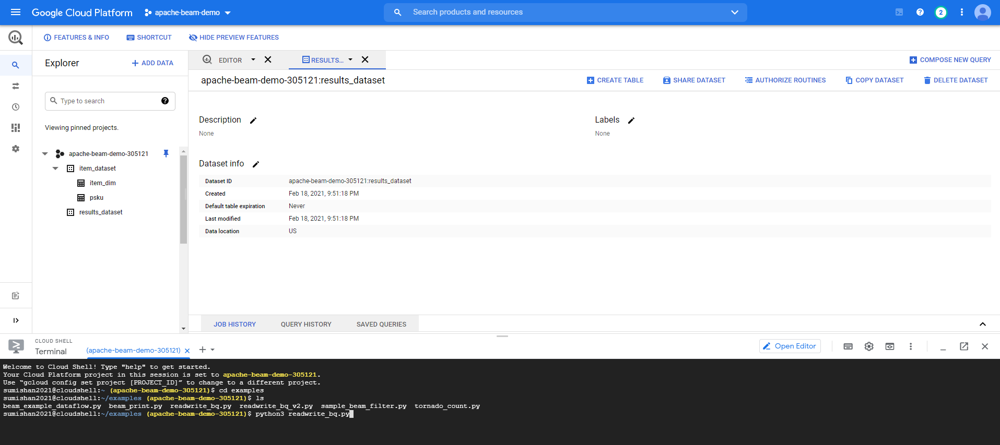 Google Cloud Platform apache-beam-demo Search products and resources 2
FEATURES & INFO SHORTCUT HIDE PREVIEW FEATURES
Explorer + ADD DATA
EDITOR RESULTS... COMPOSE NEW QUERY
apache-beam-demo-305121:results_dataset CREATE TABLE SHARE DATASET AUTHORIZE ROUTINES COPY DATASET DELETE DATASET
Type to search
Viewing pinned projects.
apache-beam-demo-305121
item_dataset
item_dim
psku
results_dataset
Description
None
Labels
None
Dataset info
Dataset ID apache-beam-demo-305121:results_dataset
Created Feb 18, 2021, 9:51:18 PM
Default table expiration Never
Last modified Feb 18, 2021, 9:51:18 PM
Data location US
JOB HISTORY QUERY HISTORY SAVED QUERIES
CLOUD SHELL
Terminal (apache-beam-demo-305121) Open Editor
Welcome to Cloud Shell! Type "help" to get started.
Your Cloud Platform project in this session is set to apache-beam-demo-305121.
Use “gcloud config set project [PROJECT_ID]” to change to a different project.
sumishan2021@cloudshell:~ (apache-beam-demo-305121)$ cd examples
sumishan2021@cloudshell:~/examples (apache-beam-demo-305121)$ ls
beam_example_dataflow.py beam_print.py readwrite_bq.py readwrite_bq_v2.py sample_beam_filter.py tornado_count.py
sumishan2021@cloudshell:~/examples (apache-beam-demo-305121)$ python3 readwrite_bq.py